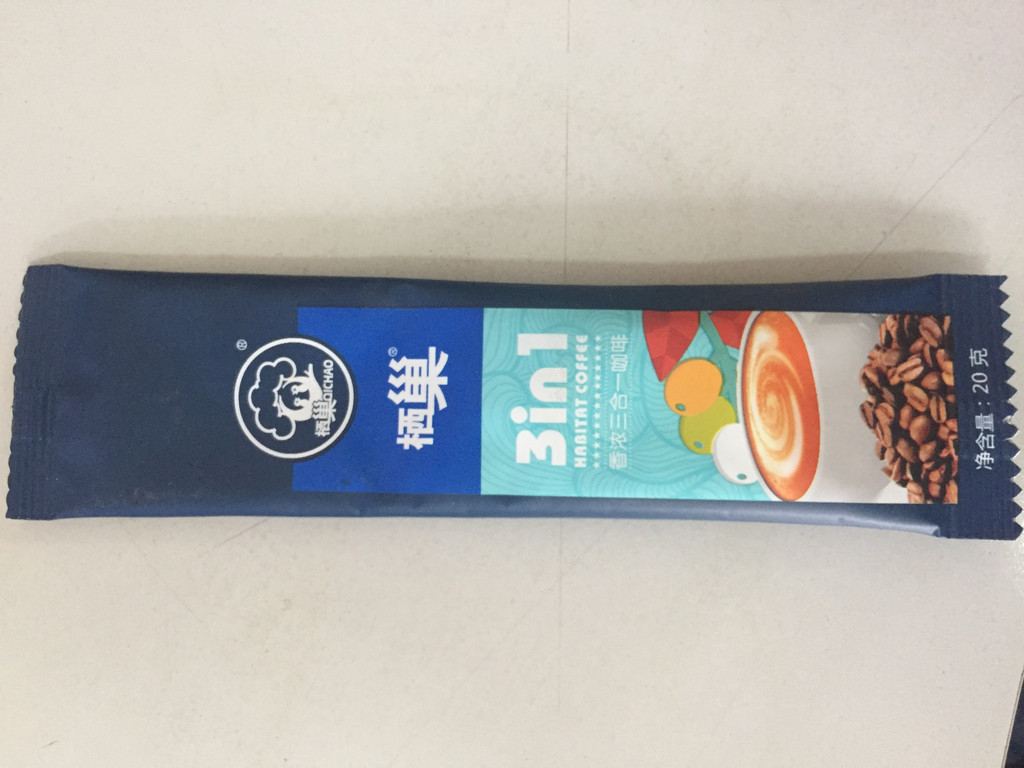 ®
栖巢
QICHAO
栖巢®
3in1
HABITAT COFFEE
香浓三合一咖啡
净含量：20克